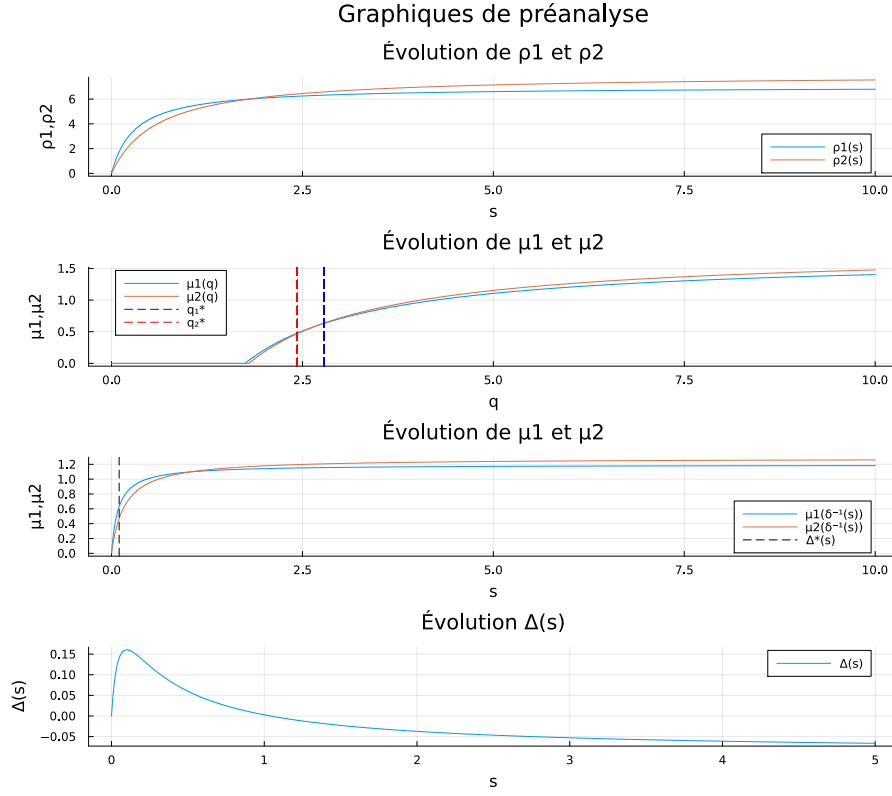 Graphiques de préanalyse
Évolution de ρ1 et ρ2
ρ1,ρ2
6
4
2
0
ρ1(s)
ρ2(s)
0.0 2.5 5.0 7.5 10.0
s
Évolution de μ1 et μ2
μ1,μ2
1.5
1.0
0.5
0.0
μ1(q)
μ2(q)
q₁*
q₂*
0.0 2.5 5.0 7.5 10.0
q
Évolution de μ1 et μ2
μ1,μ2
1.2
1.0
0.8
0.6
0.4
0.2
0.0
μ1(δ⁻¹(s))
μ2(δ⁻¹(s))
Δ*(s)
0.0 2.5 5.0 7.5 10.0
s
Évolution Δ(s)
Δ(s)
0.15
0.10
0.05
0.00
−0.05
Δ(s)
0 1 2 3 4 5
s